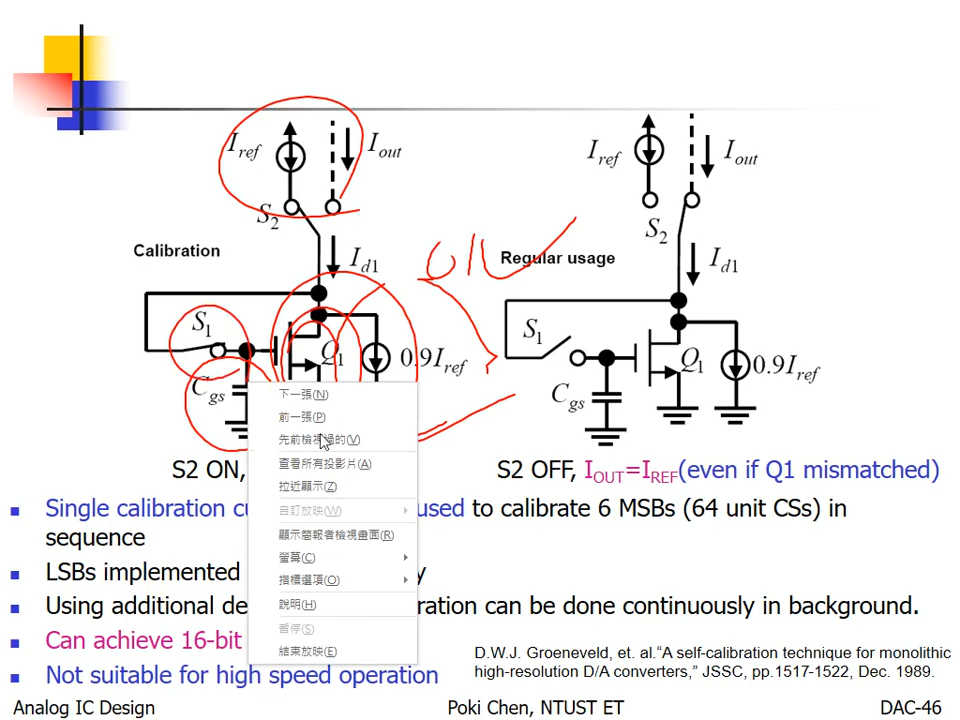 Iref Iout Iref Iout
S2 S2
Calibration Id1 O/L Regular usage Id1
S1 Q1 0.9Iref S1 Q1 0.9Iref
Cgs Cgs
下一張(N)
前一張(P)
先前檢視過的(V)
查看所有投影片(A)
拉近顯示(Z)
自訂放映(W)
顯示簡報者檢視畫面(R)
螢幕(C)
指標選項(O)
說明(H)
暫停(S)
結束放映(E)
S2 ON, S2 OFF, IOUT=IREF(even if Q1 mismatched)
Single calibration cu used to calibrate 6 MSBs (64 unit CSs) in
sequence
LSBs implemented y
Using additional de ration can be done continuously in background.
Can achieve 16-bit
Not suitable for high speed operation
D.W.J. Groeneveld, et. al.“A self-calibration technique for monolithic
high-resolution D/A converters,” JSSC, pp.1517-1522, Dec. 1989.
Analog IC Design Poki Chen, NTUST ET DAC-46